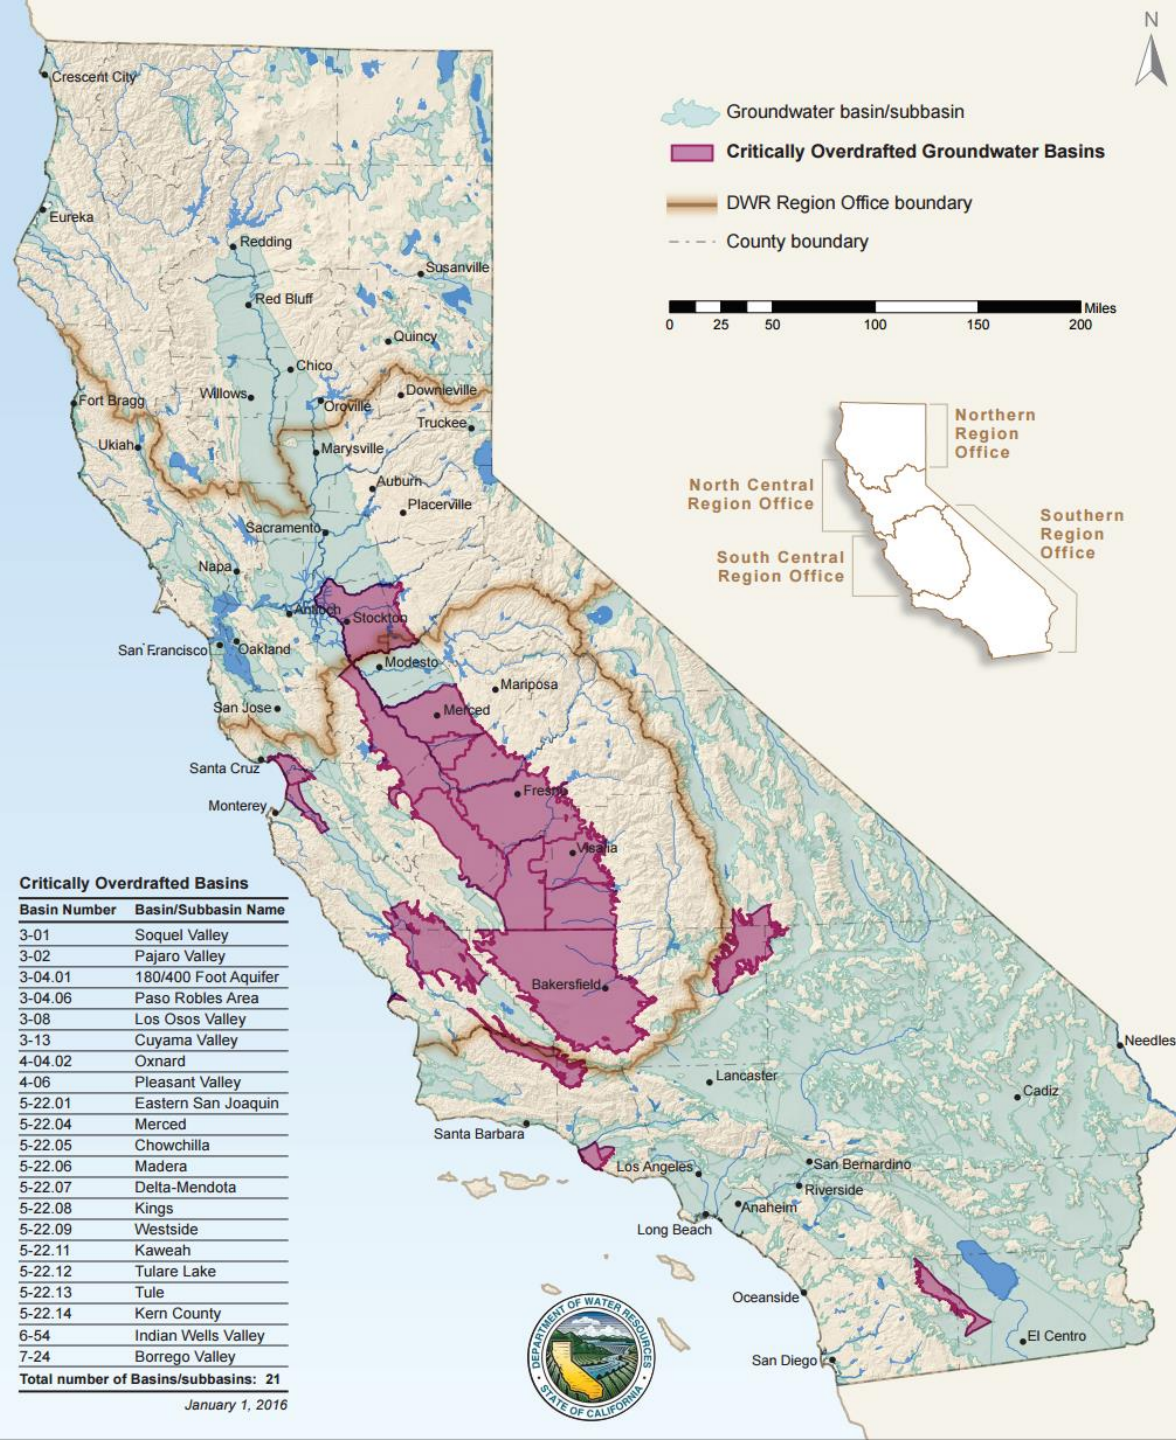 N
Groundwater basin/subbasin
Critically Overdrafted Groundwater Basins
DWR Region Office boundary
County boundary
Miles
0 25 50 100 150 200
Northern
Region
Office
North Central
Region Office
Southern
Region
Office
South Central
Region Office
Crescent City
Eureka
Redding
Susanville
Red Bluff
Quincy
Chico
Willows
Oroville
Downieville
Fort Bragg
Truckee
Ukiah
Marysville
Auburn
Placerville
Sacramento
Napa
Antioch
Stockton
San Francisco
Oakland
Modesto
Mariposa
San Jose
Merced
Santa Cruz
Fresno
Monterey
Visalia
Bakersfield
Needles
Lancaster
Cadiz
Santa Barbara
Los Angeles
San Bernardino
Riverside
Anaheim
Long Beach
Oceanside
El Centro
San Diego
Critically Overdrafted Basins
Basin Number Basin/Subbasin Name
3-01 Soquel Valley
3-02 Pajaro Valley
3-04.01 180/400 Foot Aquifer
3-04.06 Paso Robles Area
3-08 Los Osos Valley
3-13 Cuyama Valley
4-04.02 Oxnard
4-06 Pleasant Valley
5-22.01 Eastern San Joaquin
5-22.04 Merced
5-22.05 Chowchilla
5-22.06 Madera
5-22.07 Delta-Mendota
5-22.08 Kings
5-22.09 Westside
5-22.11 Kaweah
5-22.12 Tulare Lake
5-22.13 Tule
5-22.14 Kern County
6-54 Indian Wells Valley
7-24 Borrego Valley
Total number of Basins/subbasins: 21
January 1, 2016
DEPARTMENT OF WATER RESOURCES
STATE OF CALIFORNIA